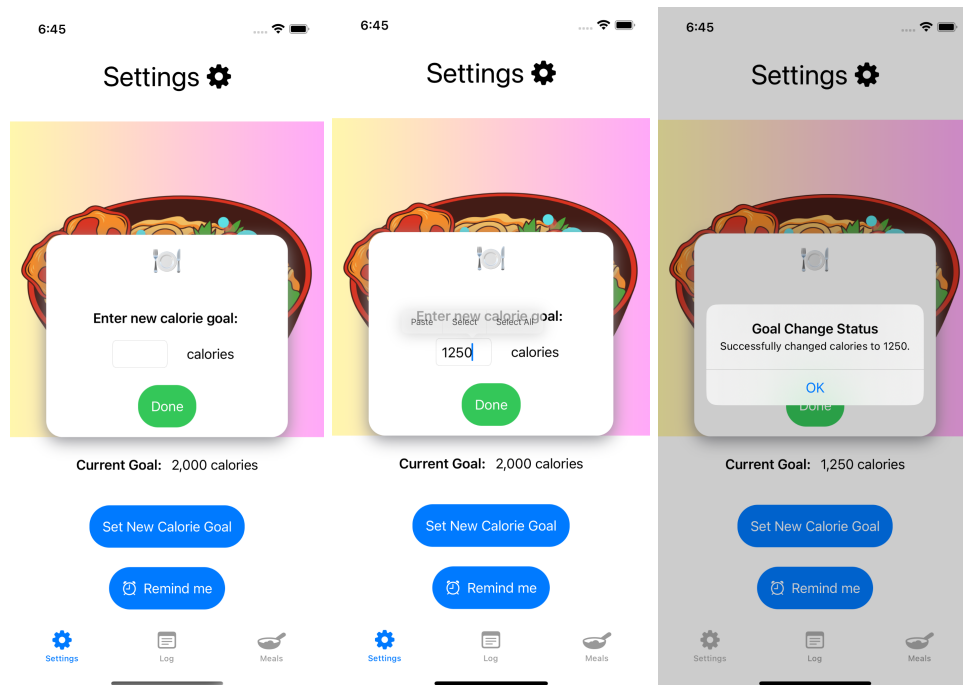 6:45
Settings
Enter new calorie goal:
calories
Done
Current Goal: 2,000 calories
Set New Calorie Goal
Remind me
Settings Log Meals
6:45
Settings
Enter new calorie goal:
Paste Select Select All
1250 calories
Done
Current Goal: 2,000 calories
Set New Calorie Goal
Remind me
Settings Log Meals
6:45
Settings
Goal Change Status
Successfully changed calories to 1250.
OK
Done
Current Goal: 1,250 calories
Set New Calorie Goal
Remind me
Settings Log Meals